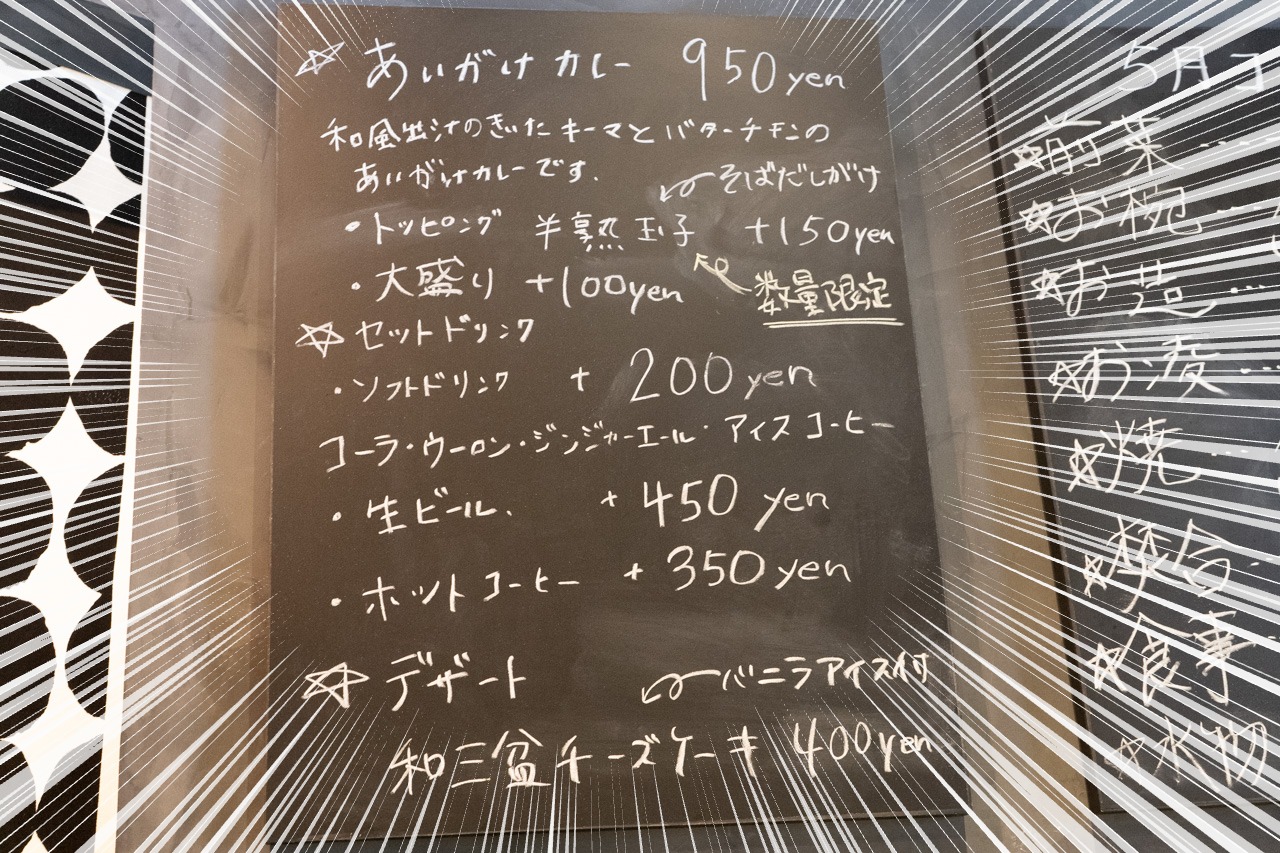 ☆ あいがけカレー 950yen
和風出汁のきいたキーマとバターチキンの
あいがけカレーです.
そばだしがけ
・トッピング 半熟玉子 +150yen
・大盛り +100yen
数量限定
☆ セットドリンク
・ソフトドリンク + 200yen
コーラ・ウーロン・ジンジャーエール・アイスコーヒー
・生ビール. + 450yen
・ホットコーヒー + 350yen
☆ デザート
バニラアイス付
和三盆チーズケーキ 400yen
5月コ
☆前菜…
☆お椀…
☆お造り…
☆お凌…
☆焼…
☆焚合…
☆食事
☆水物